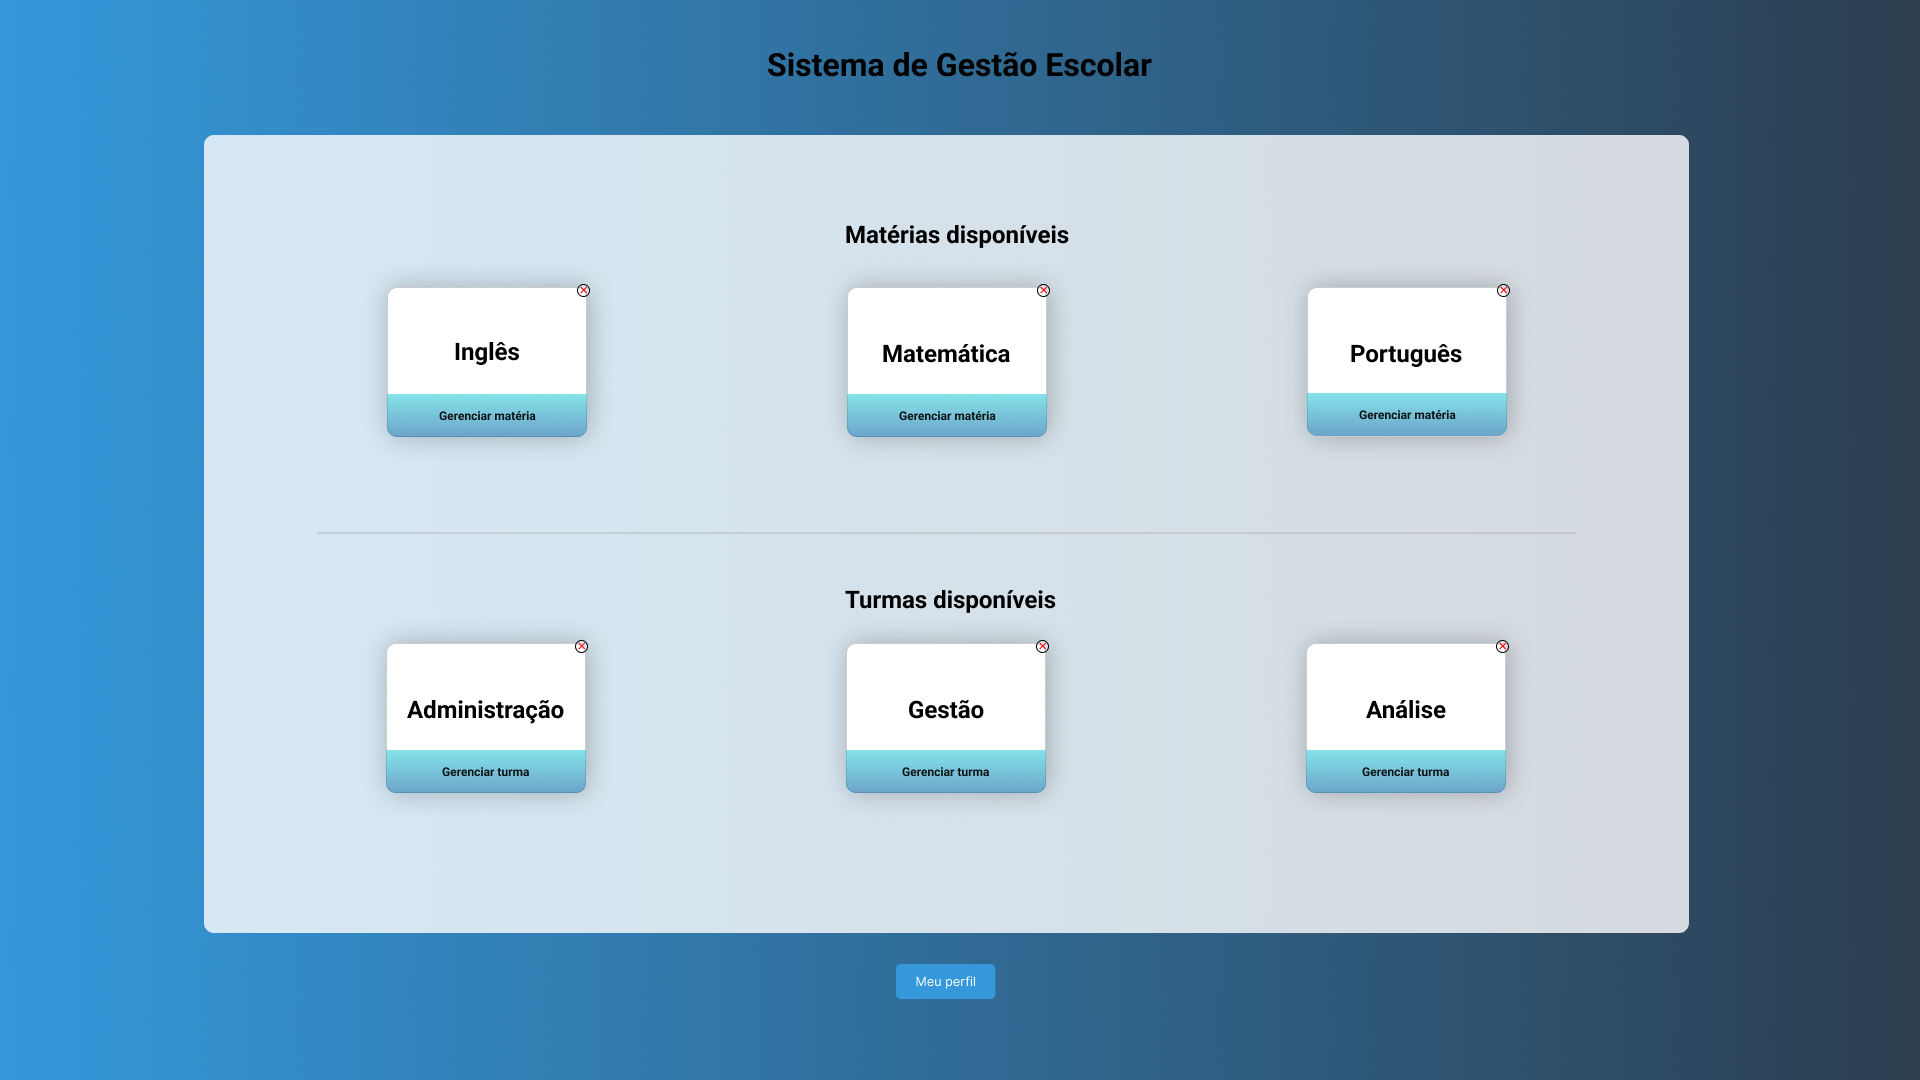 Sistema de Gestão Escolar
Matérias disponíveis
Inglês
Matemática
Português
Gerenciar matéria
Gerenciar matéria
Gerenciar matéria
Turmas disponíveis
Administração
Gestão
Análise
Gerenciar turma
Gerenciar turma
Gerenciar turma
Meu perfil